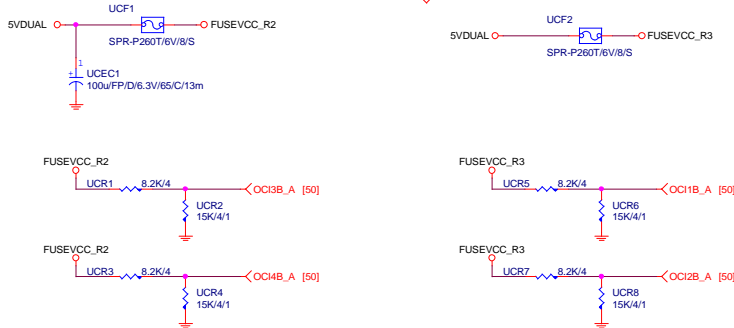 UCF1
5VDUAL
FUSEVCC_R2
SPR-P260T/6V/8/S
1
+
UCEC1
100u/FP/D/6.3V/65/C/13m
UCF2
5VDUAL
FUSEVCC_R3
SPR-P260T/6V/8/S
FUSEVCC_R2
UCR1 8.2K/4
OCI3B_A [50]
UCR2
15K/4/1
FUSEVCC_R3
UCR5 8.2K/4
OCI1B_A [50]
UCR6
15K/4/1
FUSEVCC_R2
UCR3 8.2K/4
OCI4B_A [50]
UCR4
15K/4/1
FUSEVCC_R3
UCR7 8.2K/4
OCI2B_A [50]
UCR8
15K/4/1